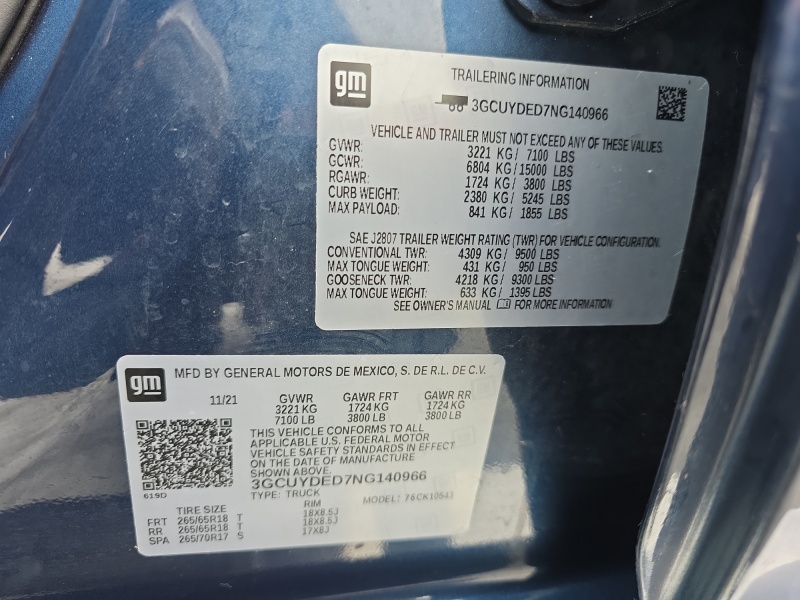 gm
TRAILERING INFORMATION
3GCUYDED7NG140966
VEHICLE AND TRAILER MUST NOT EXCEED ANY OF THESE VALUES.
GVWR: 3221 KG/ 7100 LBS
GCWR: 6804 KG/ 15000 LBS
RGAWR: 1724 KG/ 3800 LBS
CURB WEIGHT: 2380 KG/ 5245 LBS
MAX PAYLOAD: 841 KG/ 1855 LBS
SAE J2807 TRAILER WEIGHT RATING (TWR) FOR VEHICLE CONFIGURATION.
CONVENTIONAL TWR: 4309 KG/ 9500 LBS
MAX TONGUE WEIGHT: 431 KG/ 950 LBS
GOOSENECK TWR: 4218 KG/ 9300 LBS
MAX TONGUE WEIGHT: 633 KG/ 1395 LBS
SEE OWNER'S MANUAL FOR MORE INFORMATION
gm
MFD BY GENERAL MOTORS DE MEXICO, S. DE R.L. DE C.V.
11/21 GVWR GAWR FRT GAWR RR
3221 KG 1724 KG 1724 KG
7100 LB 3800 LB 3800 LB
THIS VEHICLE CONFORMS TO ALL
APPLICABLE U.S. FEDERAL MOTOR
VEHICLE SAFETY STANDARDS IN EFFECT
ON THE DATE OF MANUFACTURE
SHOWN ABOVE.
3GCUYDED7NG140966
619D
TYPE: TRUCK MODEL: 78CK10543
TIRE SIZE RIM
FRT 265/65R18 T 18X8.5J
RR 265/65R18 T 18X8.5J
SPA 265/70R17 S 17X8J